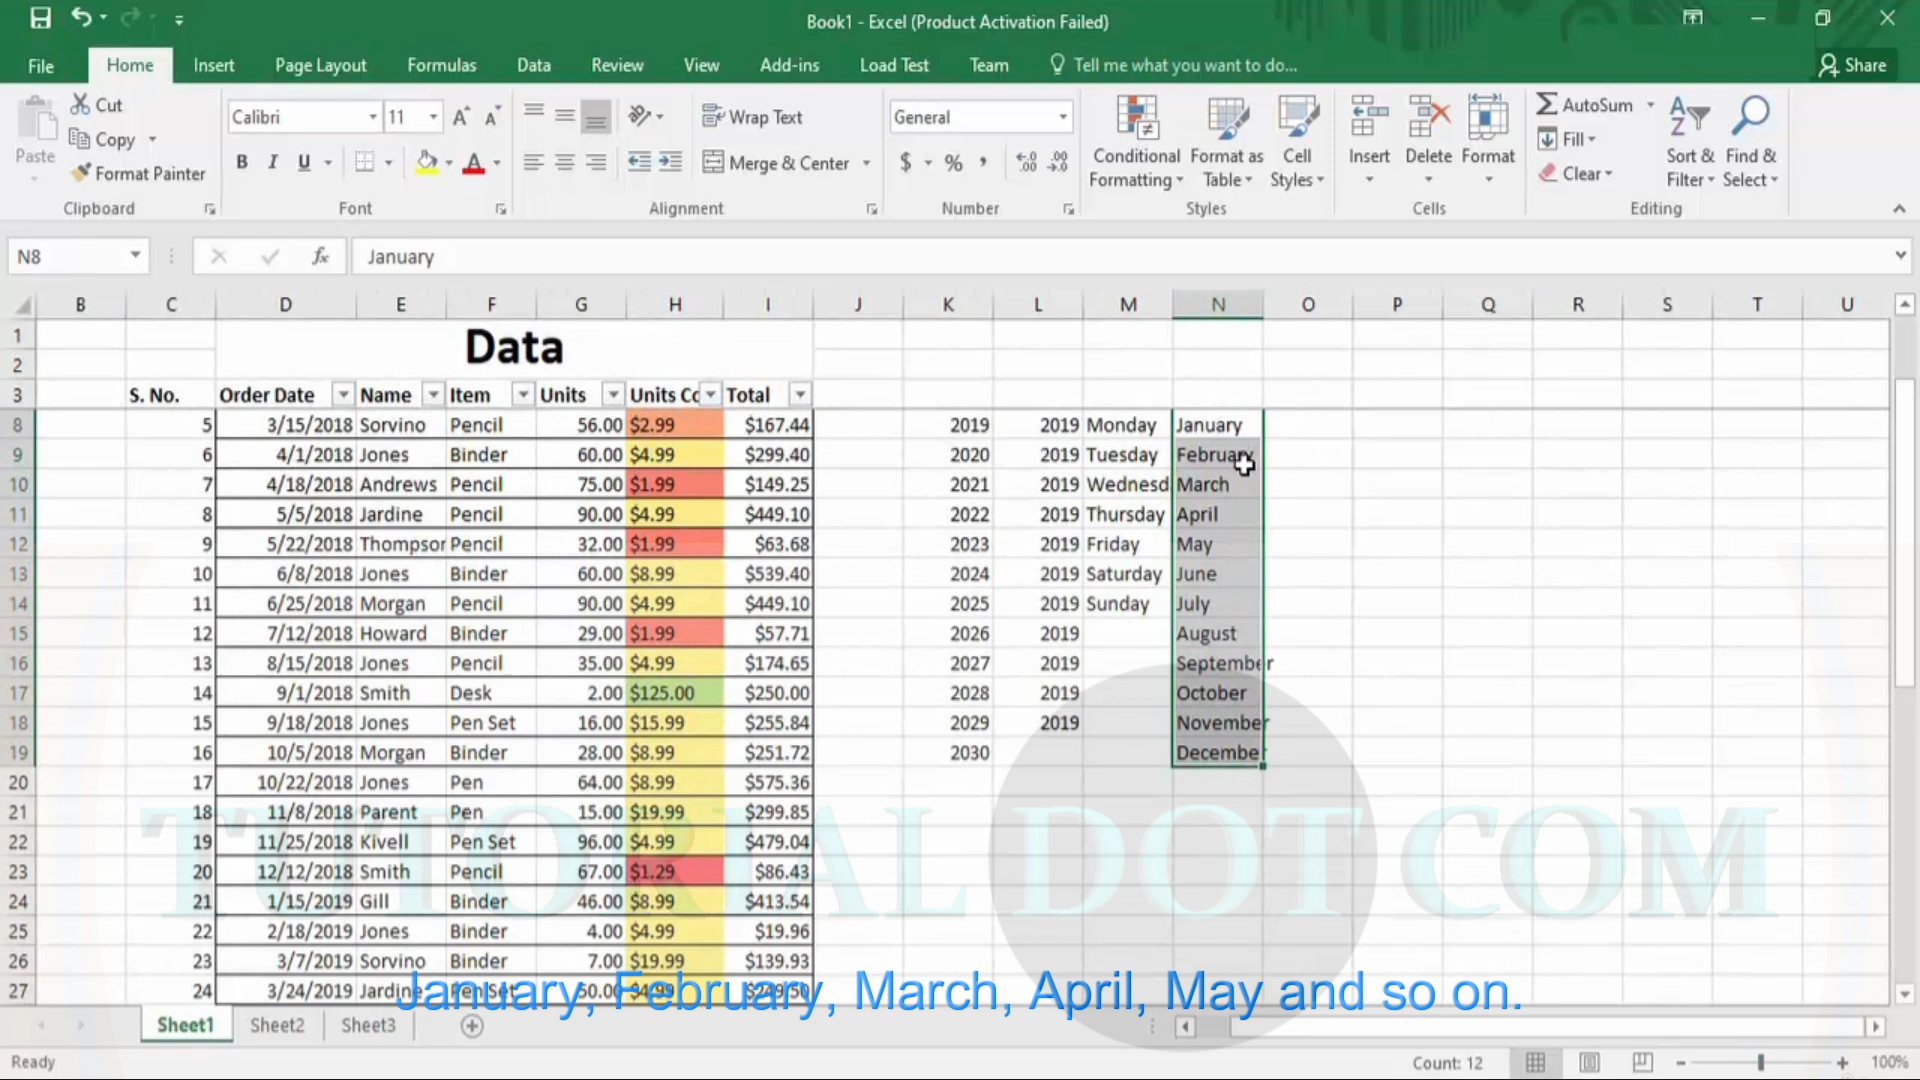 Book1 - Excel (Product Activation Failed)
File Home Insert Page Layout Formulas Data Review View Add-ins Load Test Team Tell me what you want to do... Share
Cut
Copy
Format Painter
Paste
Clipboard
Calibri 11
B I U
Font
Wrap Text
Merge & Center
Alignment
General
$ %
Number
Conditional Formatting
Format as Table
Cell Styles
Styles
Insert Delete Format
Cells
AutoSum
Fill
Clear
Sort & Filter
Find & Select
Editing
N8 fx January
B C D E F G H I J K L M N O P Q R S T U
1 Data
2
3 S. No. Order Date Name Item Units Units Co Total
8 5 3/15/2018 Sorvino Pencil 56.00 $2.99 $167.44 2019 2019 Monday January
9 6 4/1/2018 Jones Binder 60.00 $4.99 $299.40 2020 2019 Tuesday February
10 7 4/18/2018 Andrews Pencil 75.00 $1.99 $149.25 2021 2019 Wednesd March
11 8 5/5/2018 Jardine Pencil 90.00 $4.99 $449.10 2022 2019 Thursday April
12 9 5/22/2018 Thompson Pencil 32.00 $1.99 $63.68 2023 2019 Friday May
13 10 6/8/2018 Jones Binder 60.00 $8.99 $539.40 2024 2019 Saturday June
14 11 6/25/2018 Morgan Pencil 90.00 $4.99 $449.10 2025 2019 Sunday July
15 12 7/12/2018 Howard Binder 29.00 $1.99 $57.71 2026 2019 August
16 13 8/15/2018 Jones Pencil 35.00 $4.99 $174.65 2027 2019 September
17 14 9/1/2018 Smith Desk 2.00 $125.00 $250.00 2028 2019 October
18 15 9/18/2018 Jones Pen Set 16.00 $15.99 $255.84 2029 2019 November
19 16 10/5/2018 Morgan Binder 28.00 $8.99 $251.72 2030 December
20 17 10/22/2018 Jones Pen 64.00 $8.99 $575.36
21 18 11/8/2018 Parent Pen 15.00 $19.99 $299.85
22 19 11/25/2018 Kivell Pen Set 96.00 $4.99 $479.04
23 20 12/12/2018 Smith Pencil 67.00 $1.29 $86.43
TUTORIAL DOT COM
24 21 1/15/2019 Gill Binder 46.00 $8.99 $413.54
25 22 2/18/2019 Jones Binder 4.00 $4.99 $19.96
26 23 3/7/2019 Sorvino Binder 7.00 $19.99 $139.93
27 24 3/24/2019 Jardine Pen Set 50.00 $4.99 $249.50
January, February, March, April, May and so on.
Sheet1 Sheet2 Sheet3
Ready Count: 12 100%